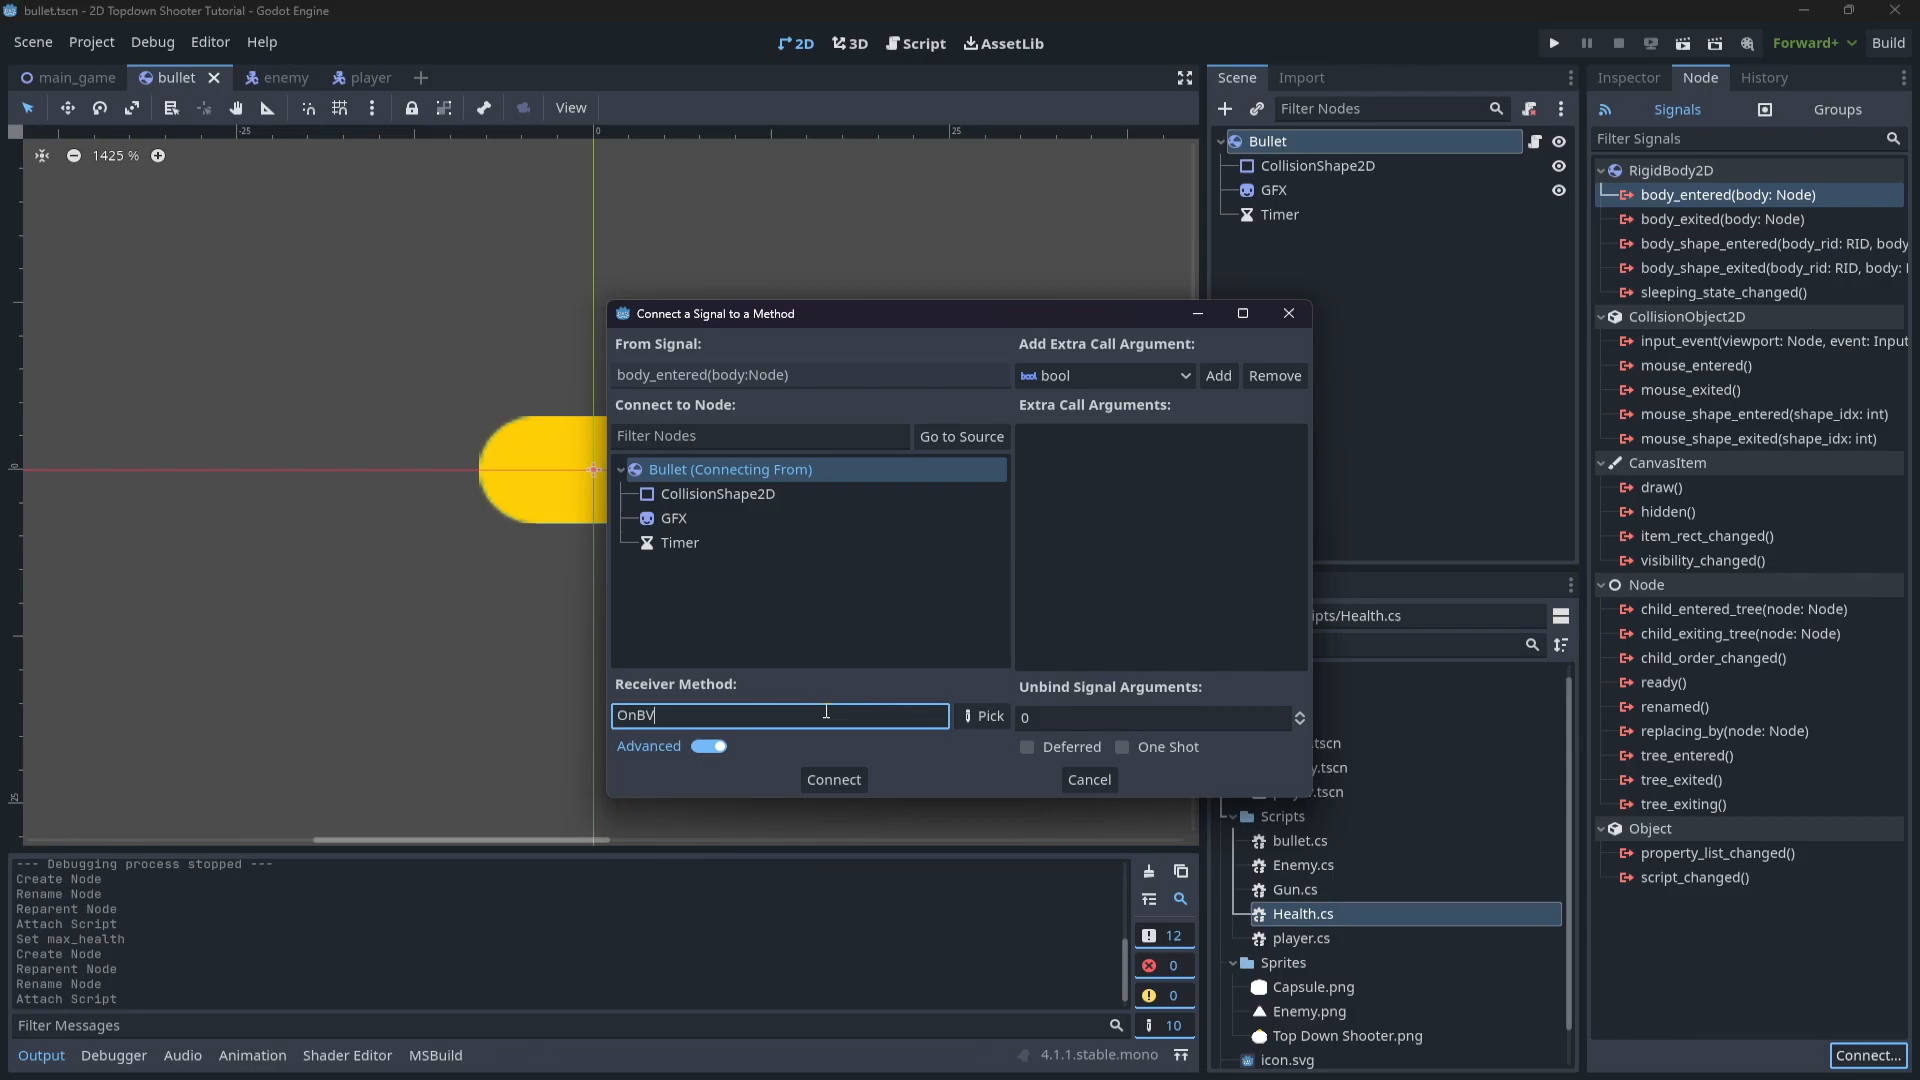 bullet.tscn - 2D Topdown Shooter Tutorial - Godot Engine
Scene Project Debug Editor Help
2D 3D Script AssetLib
Forward+ Build
main_game bullet enemy player
View
-25 0 25
1425 %
0
25
Scene Import
Filter Nodes
Bullet
CollisionShape2D
GFX
Timer
Inspector Node History
Signals Groups
Filter Signals
RigidBody2D
body_entered(body: Node)
body_exited(body: Node)
body_shape_entered(body_rid: RID, body
body_shape_exited(body_rid: RID, body:
sleeping_state_changed()
CollisionObject2D
input_event(viewport: Node, event: Input
mouse_entered()
mouse_exited()
mouse_shape_entered(shape_idx: int)
mouse_shape_exited(shape_idx: int)
CanvasItem
draw()
hidden()
item_rect_changed()
visibility_changed()
Node
child_entered_tree(node: Node)
child_exiting_tree(node: Node)
child_order_changed()
ready()
renamed()
replacing_by(node: Node)
tree_entered()
tree_exited()
tree_exiting()
Object
property_list_changed()
script_changed()
Connect...
Connect a Signal to a Method
From Signal:
body_entered(body:Node)
Connect to Node:
Filter Nodes Go to Source
Bullet (Connecting From)
CollisionShape2D
GFX
Timer
Receiver Method:
OnBV Pick
Advanced
Add Extra Call Argument:
bool bool Add Remove
Extra Call Arguments:
Unbind Signal Arguments:
0
Deferred One Shot
Connect Cancel
ipts/Health.cs
.tscn
y.tscn
.tscn
Scripts
bullet.cs
Enemy.cs
Gun.cs
Health.cs
player.cs
Sprites
Capsule.png
Enemy.png
Top Down Shooter.png
icon.svg
--- Debugging process stopped ---
Create Node
Rename Node
Reparent Node
Attach Script
Set max_health
Create Node
Reparent Node
Rename Node
Attach Script
12
0
0
10
Filter Messages
Output Debugger Audio Animation Shader Editor MSBuild
4.1.1.stable.mono